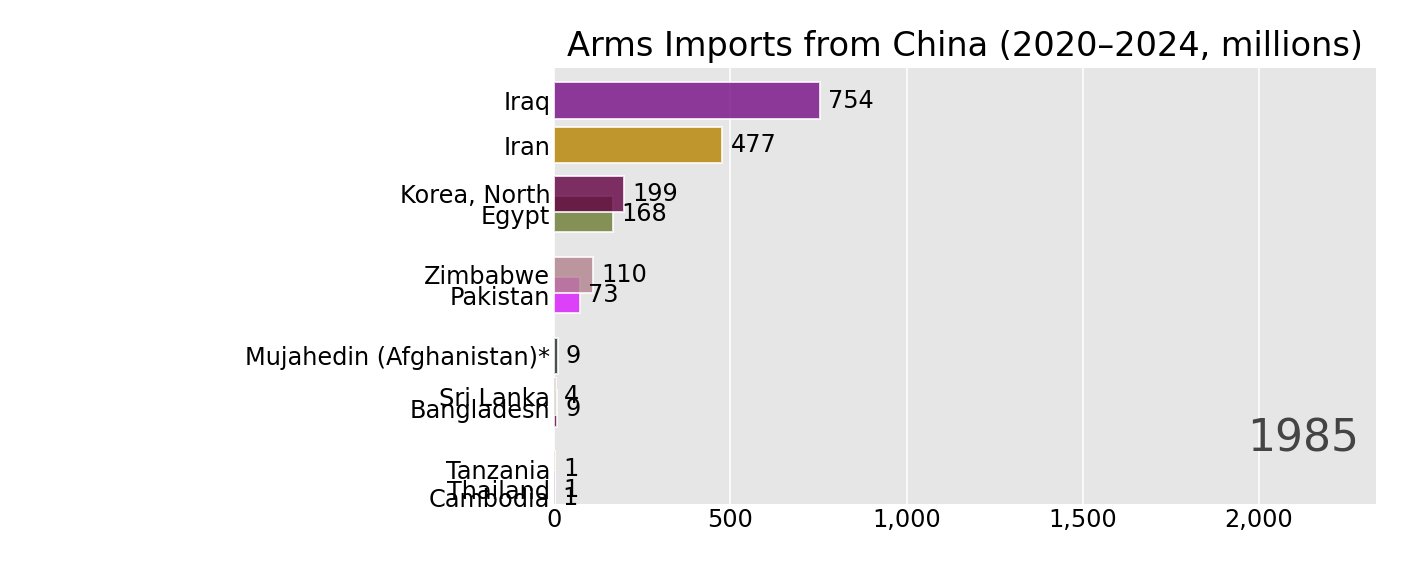 Arms Imports from China (2020–2024, millions)
Iraq 754
Iran 477
Korea, North 199
Egypt 168
Zimbabwe 110
Pakistan 73
Mujahedin (Afghanistan)* 9
Sri Lanka 4
Bangladesh 9
1985
Tanzania 1
Thailand 1
Cambodia 1
0 500 1,000 1,500 2,000